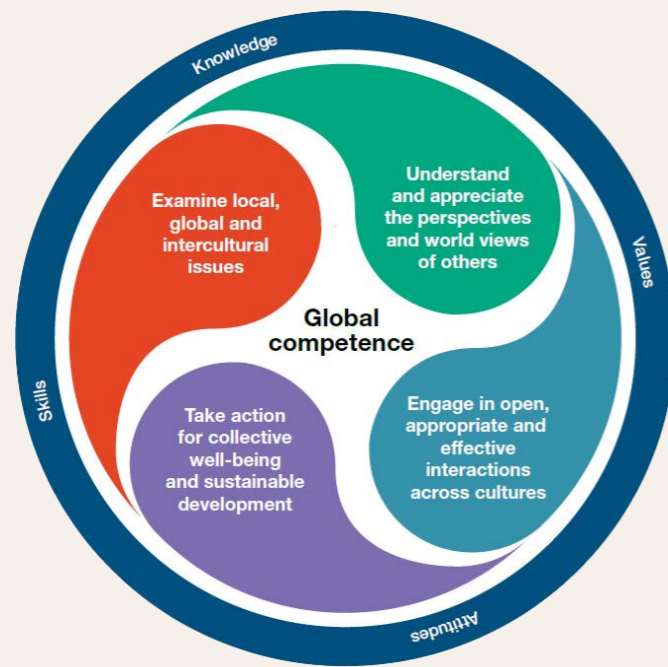 Knowledge
Understand
and appreciate
the perspectives
and world views
of others
Examine local,
global and
intercultural
issues
Values
Global
competence
Skills
Take action
for collective
well-being
and sustainable
development
Engage in open,
appropriate and
effective
interactions
across cultures
Attitudes